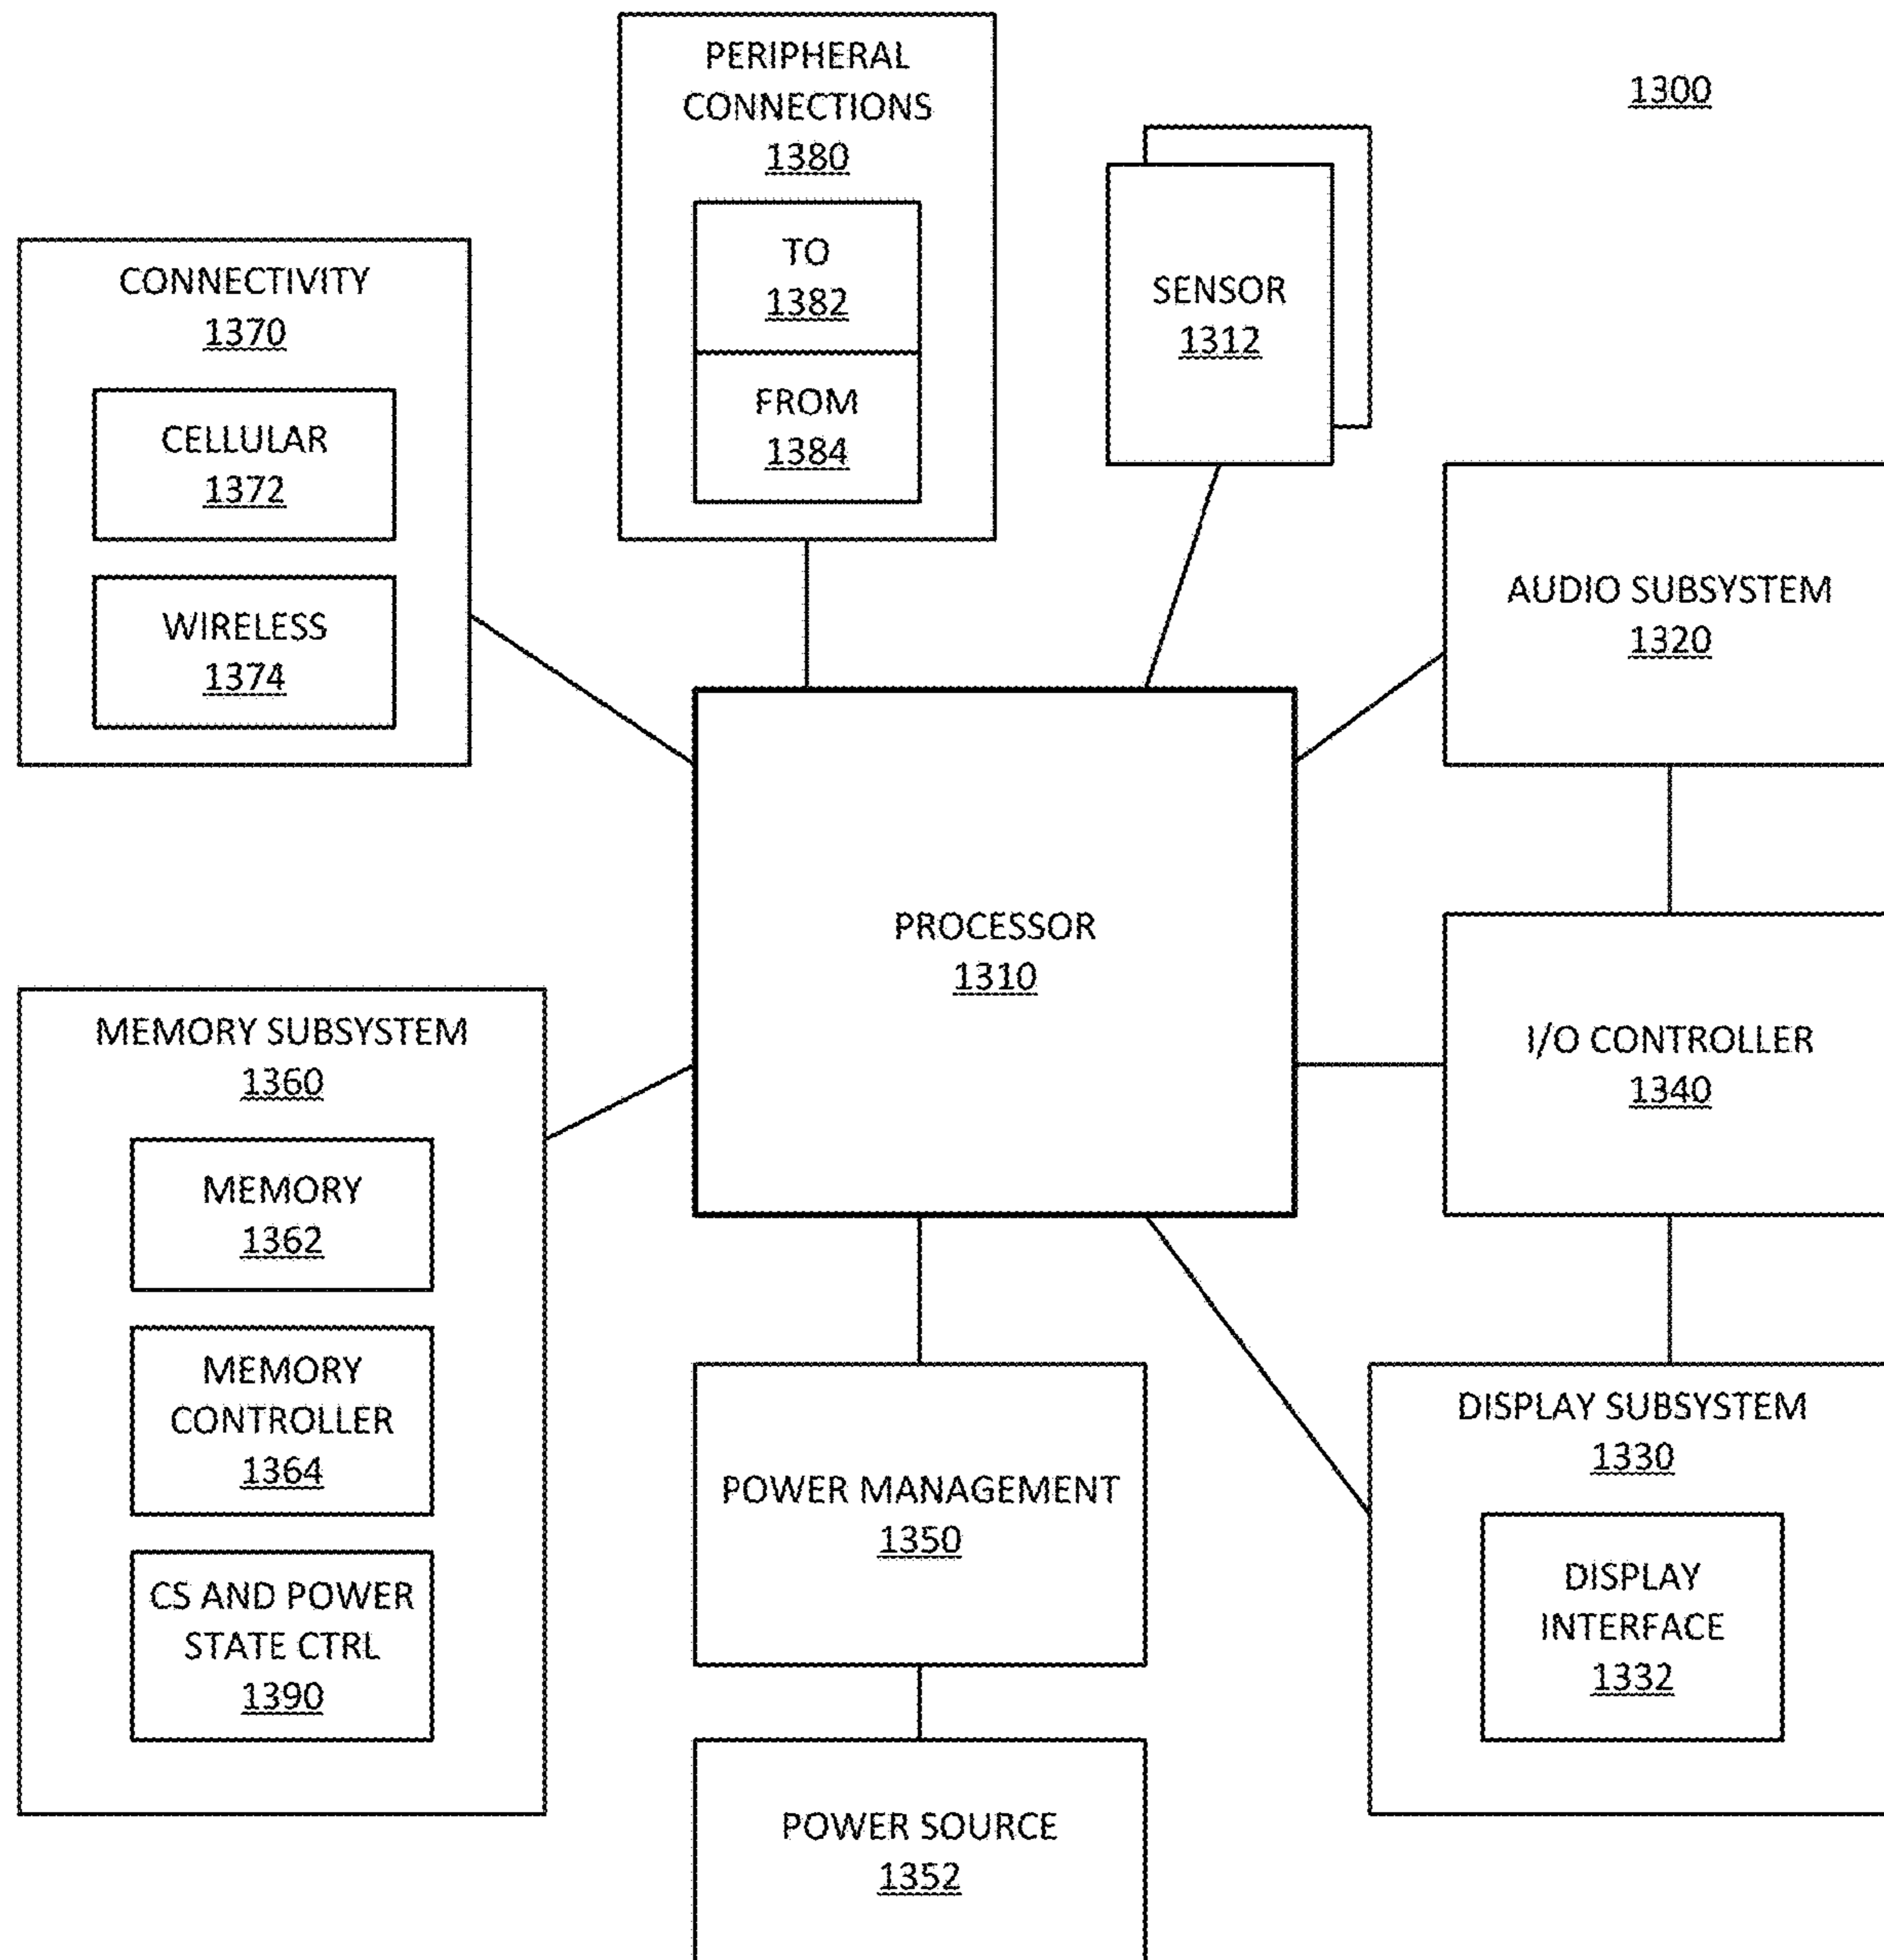 PERIPHERAL
CONNECTIONS
1380
TO
1382
FROM
1384
1300
SENSOR
1312
CONNECTIVITY
1370
CELLULAR
1372
WIRELESS
1374
AUDIO SUBSYSTEM
1320
PROCESSOR
1310
I/O CONTROLLER
1340
MEMORY SUBSYSTEM
1360
MEMORY
1362
MEMORY
CONTROLLER
1364
CS AND POWER
STATE CTRL
1390
POWER MANAGEMENT
1350
DISPLAY SUBSYSTEM
1330
DISPLAY
INTERFACE
1332
POWER SOURCE
1352